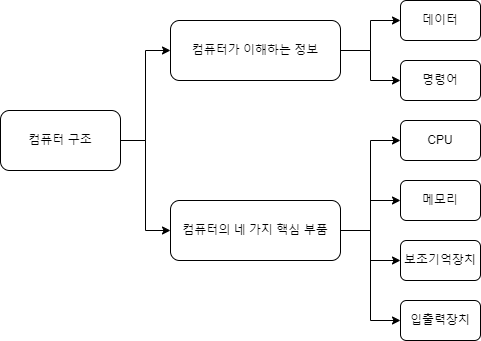 컴퓨터 구조
컴퓨터가 이해하는 정보
데이터
명령어
컴퓨터의 네 가지 핵심 부품
CPU
메모리
보조기억장치
입출력장치